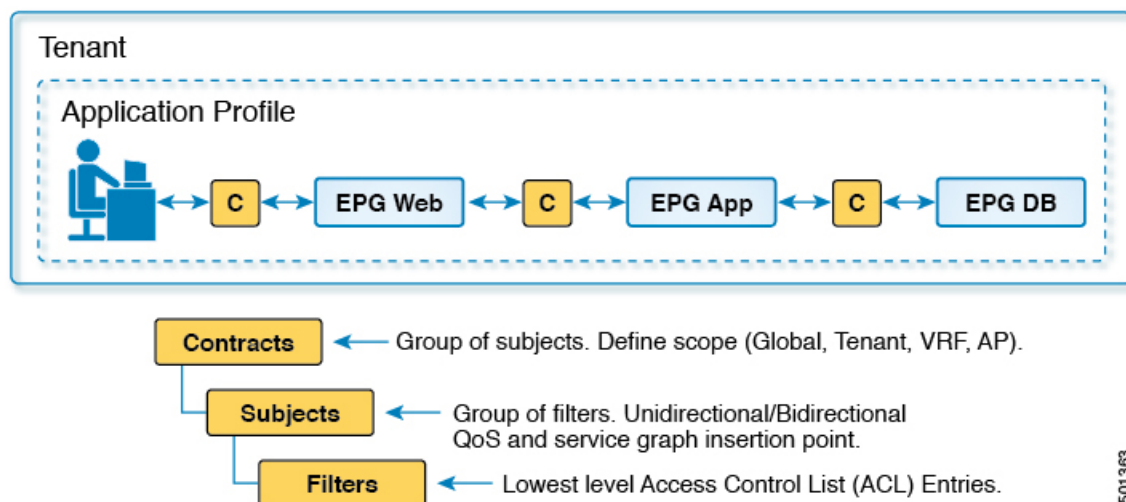 Tenant
Application Profile
C
EPG Web
C
EPG App
C
EPG DB
Contracts
Group of subjects. Define scope (Global, Tenant, VRF, AP).
Subjects
Group of filters. Unidirectional/Bidirectional
QoS and service graph insertion point.
Filters
Lowest level Access Control List (ACL) Entries.
501363